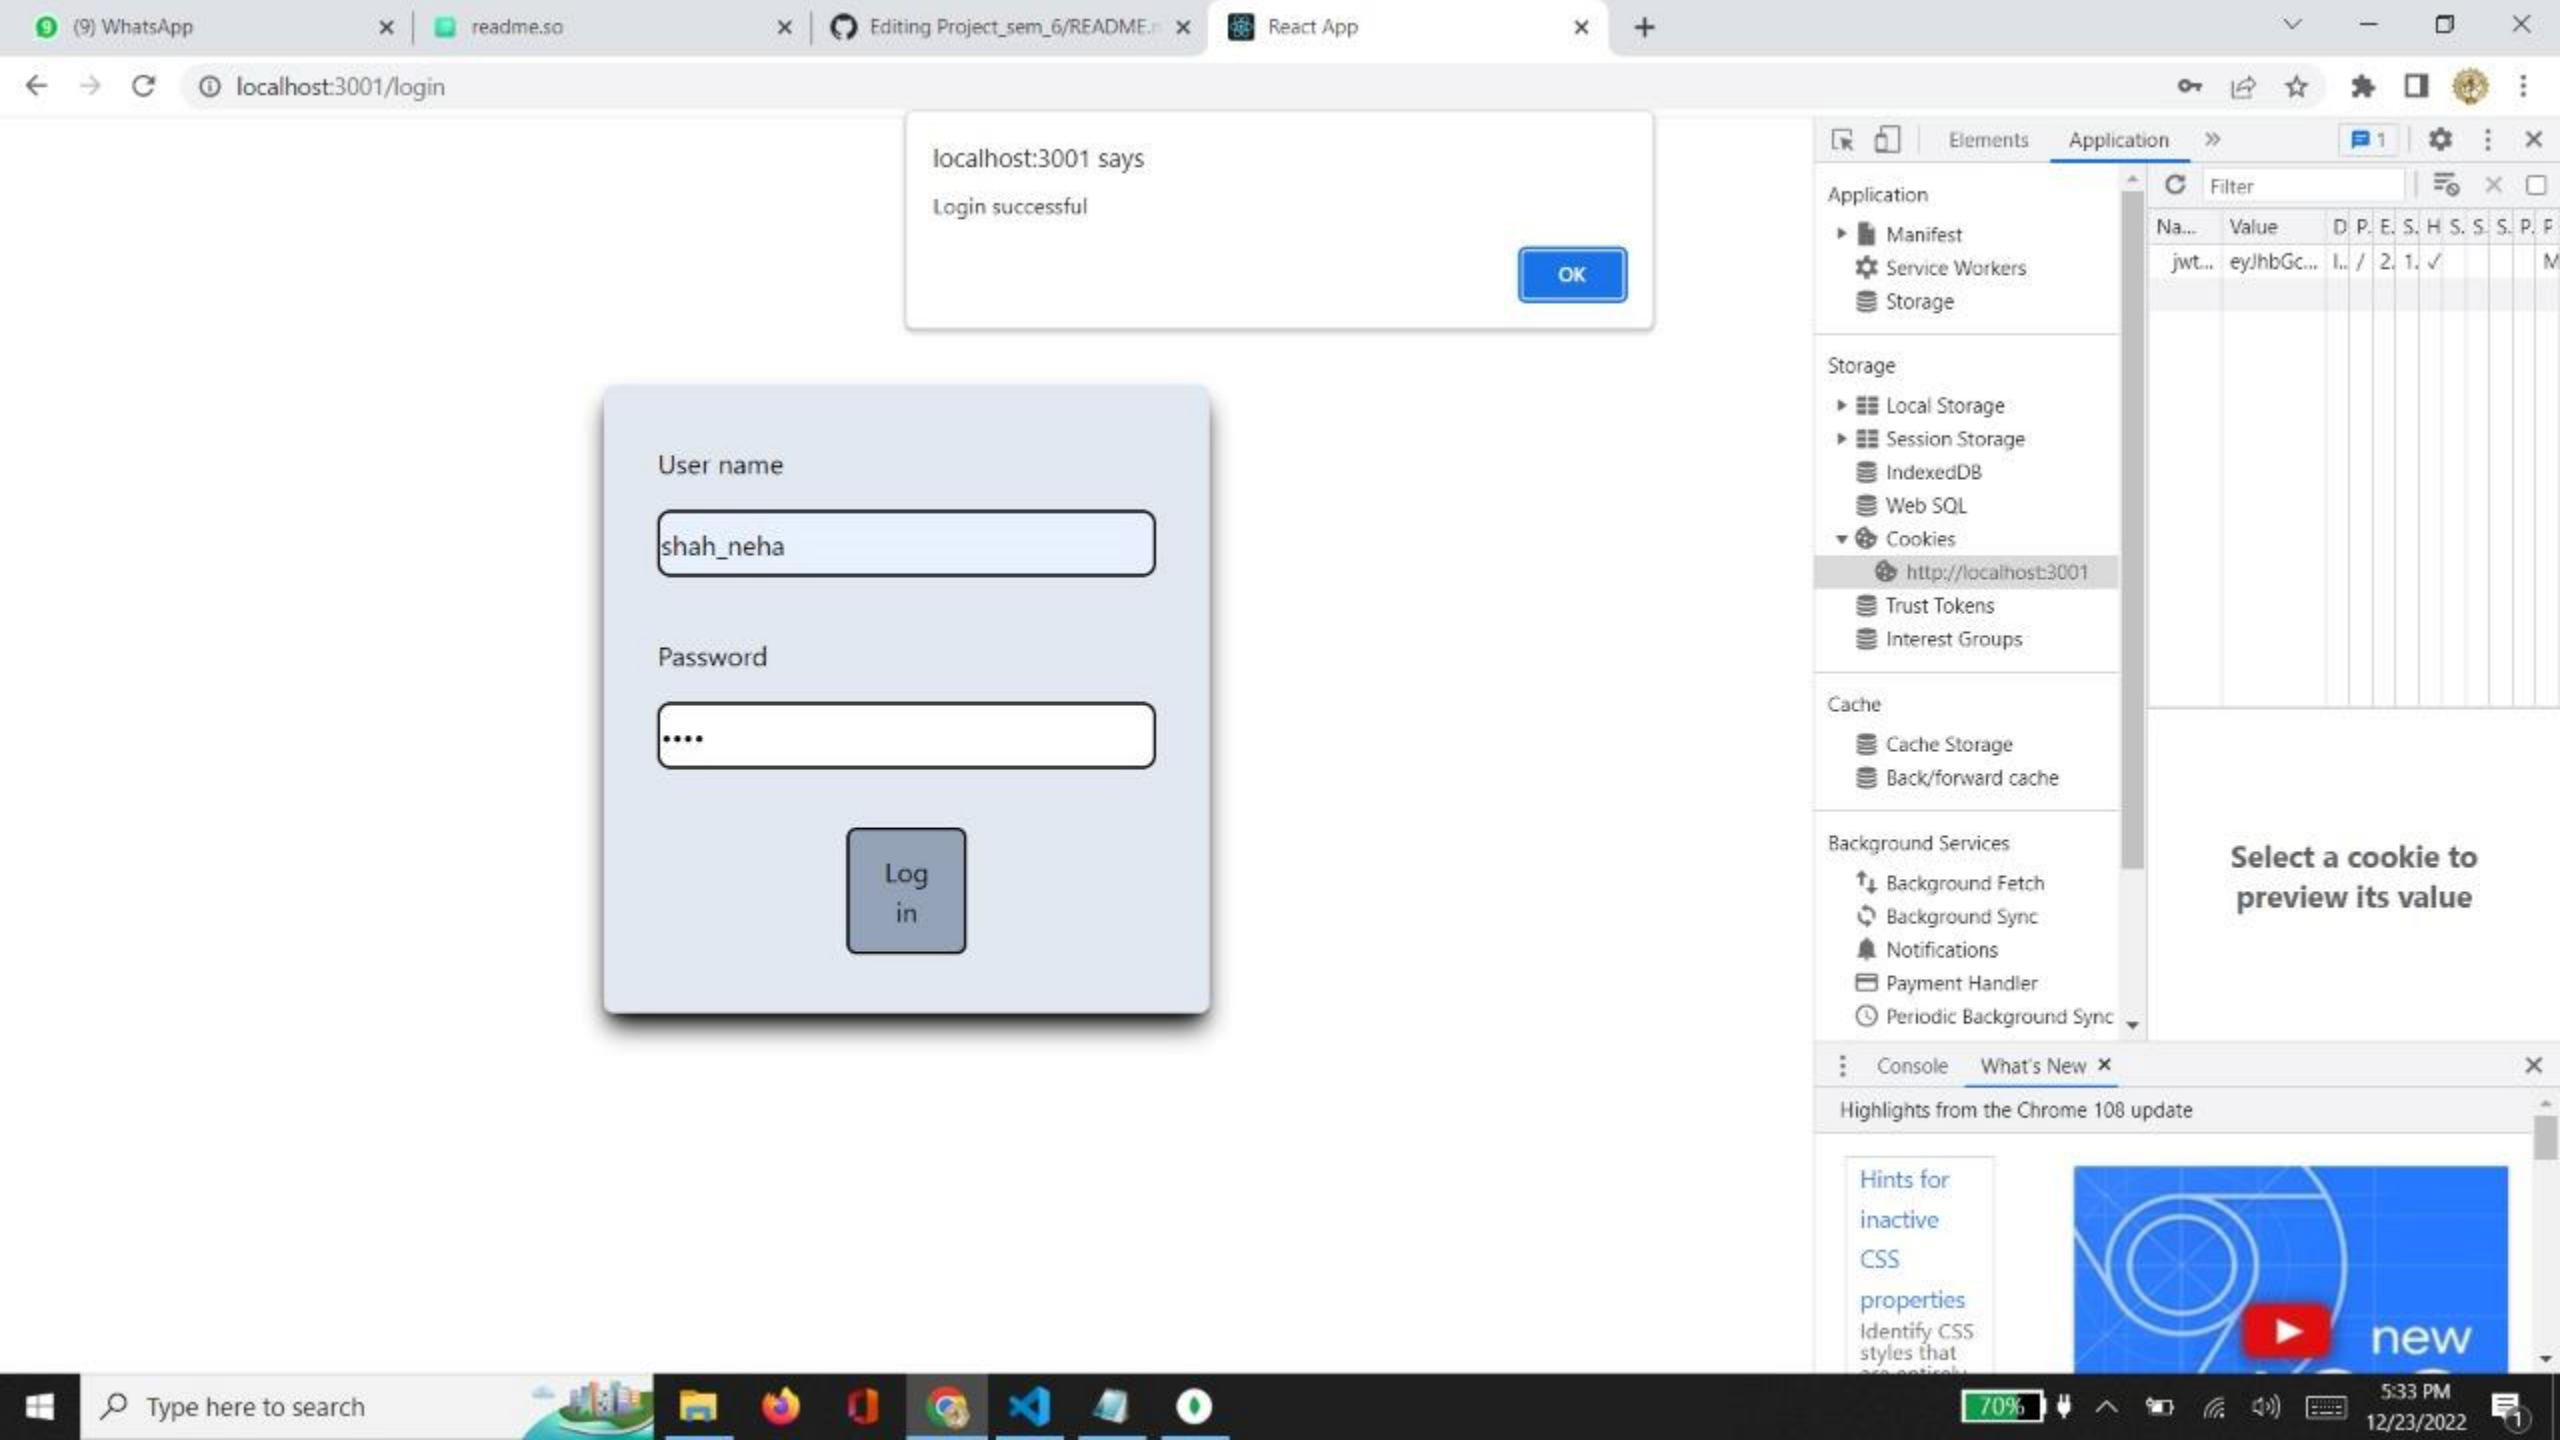 (9) WhatsApp
readme.so
Editing Project_sem_6/README.
React App
localhost:3001/login
localhost:3001 says
Login successful
OK
User name
shah_neha
Password
••••
Log
in
Elements
Application
1
Application
Manifest
Service Workers
Storage
Storage
Local Storage
Session Storage
IndexedDB
Web SQL
Cookies
http://localhost:3001
Trust Tokens
Interest Groups
Cache
Cache Storage
Back/forward cache
Background Services
Background Fetch
Background Sync
Notifications
Payment Handler
Periodic Background Sync
Filter
Na... Value D P. E. S. H S. S. S. P. P
jwt... eyJhbGc... l.. / 2. 1. ✓ M
Select a cookie to
preview its value
Console
What's New
Highlights from the Chrome 108 update
Hints for
inactive
CSS
properties
Identify CSS
styles that
new
Type here to search
70%
5:33 PM
12/23/2022
1